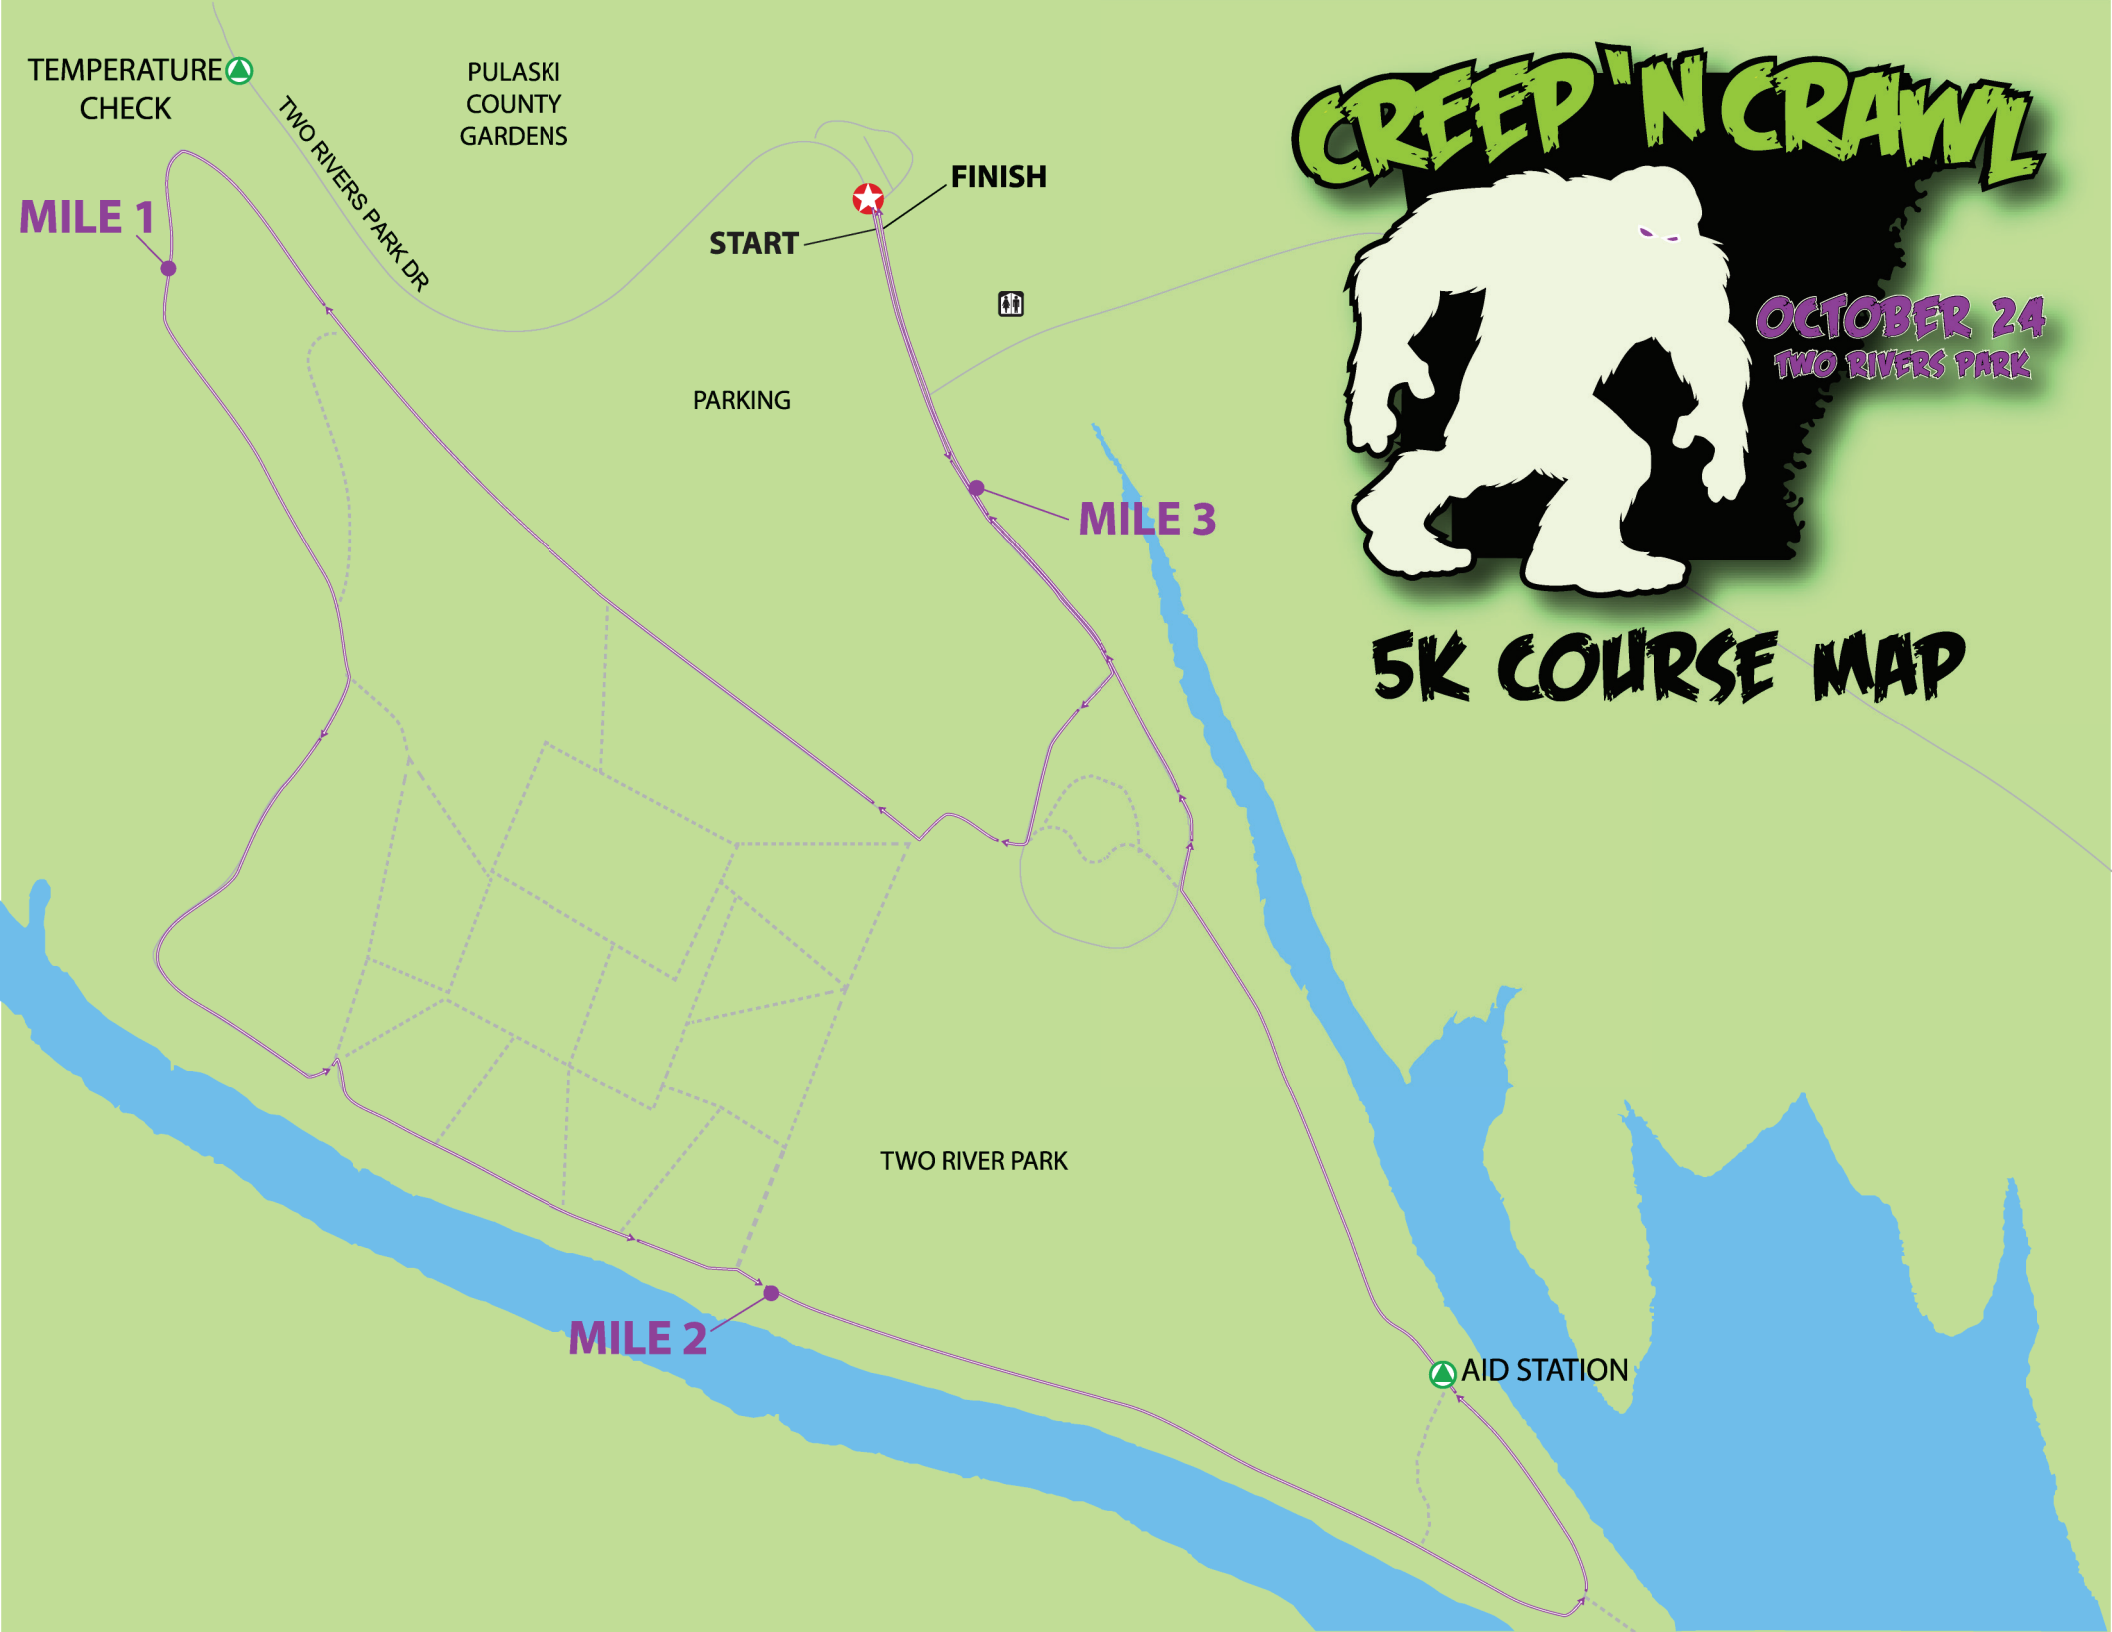 CREEP 'N CRAWL
OCTOBER 24
TWO RIVERS PARK
5K COURSE MAP
TEMPERATURE
CHECK
TWO RIVERS PARK DR
PULASKI
COUNTY
GARDENS
FINISH
START
MILE 1
PARKING
MILE 3
TWO RIVER PARK
MILE 2
AID STATION